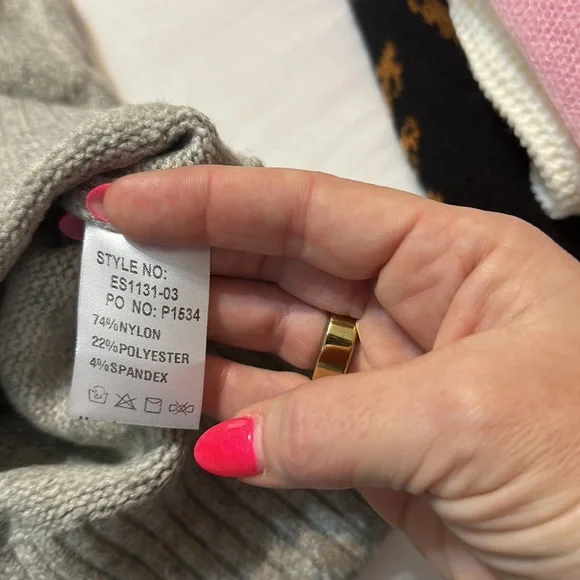 STYLE NO:
ES1131-03
PO NO: P1534
74%NYLON
22%POLYESTER
4%SPANDEX